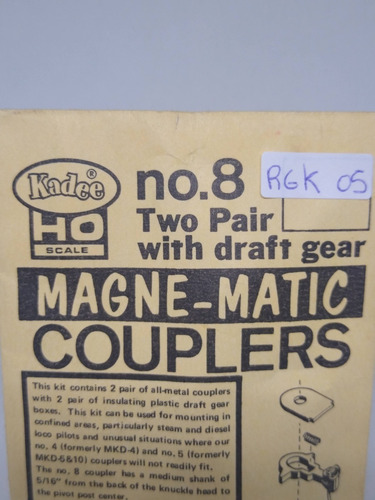 Kadee®
HO
SCALE
no.8
RGK 05
Two Pair
with draft gear
MAGNE-MATIC
COUPLERS
This kit contains 2 pair of all-metal couplers
with 2 pair of insulating plastic draft gear
boxes. This kit can be used for mounting in
confined areas, particularly steam and diesel
loco pilots and unusual situations where our
no. 4 (formerly MKD-4) and no. 5 (formerly
MKD-5&10) couplers will not readily fit.
The no. 8 coupler has a medium shank of
5/16" from the back of the knuckle head to
the pivot post center.